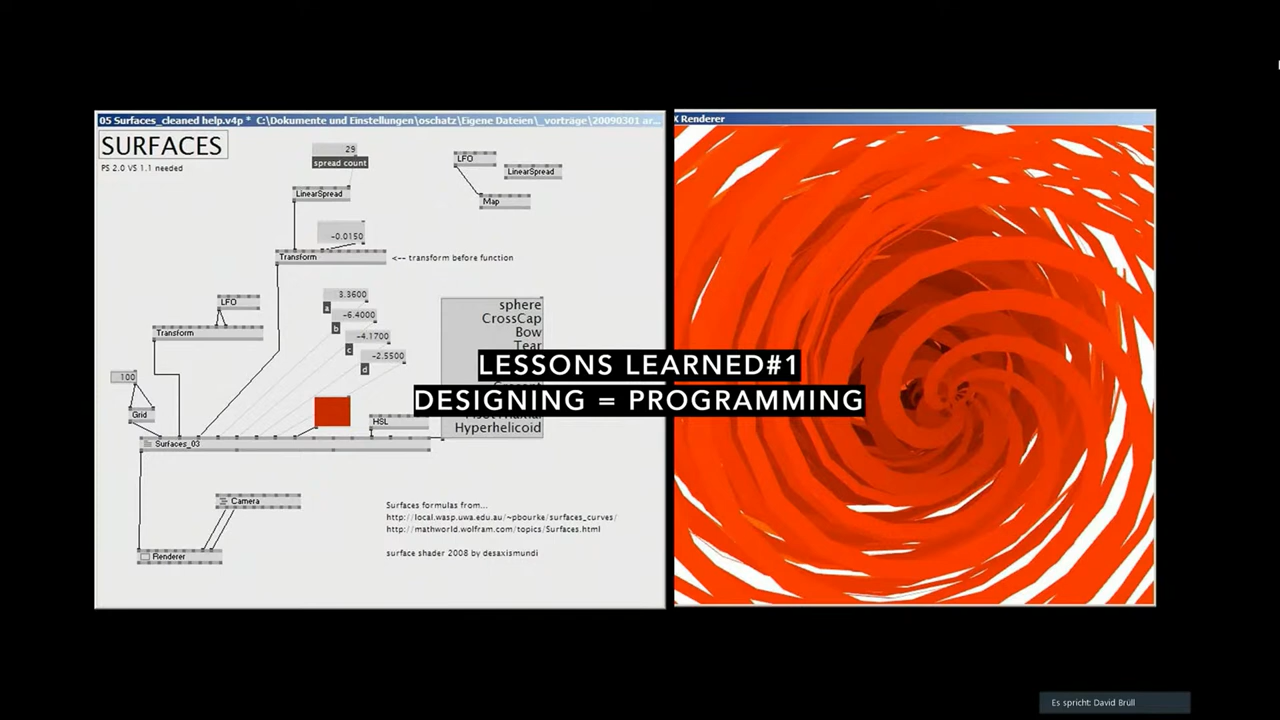 05 Surfaces_cleaned help.v4p * C:\Dokumente und Einstellungen\oschatz\Eigene Dateien\_vorträge\20090301 ar...
X Renderer
SURFACES
PS 2.0 VS 1.1 needed
29
spread count
LFO
LinearSpread
LinearSpread
Map
-0.0150
Transform
<-- transform before function
3.3600
a
-6.4000
b
-4.1700
c
-2.5500
d
LFO
Transform
sphere
CrossCap
Bow
Tear
LESSONS LEARNED#1
DESIGNING = PROGRAMMING
Hyperhelicoid
100
Grid
HSL
Surfaces_03
Camera
Renderer
Surfaces formulas from...
http://local.wasp.uwa.edu.au/~pbourke/surfaces_curves/
http://mathworld.wolfram.com/topics/Surfaces.html
surface shader 2008 by desaxismundi
Es spricht: David Brüll